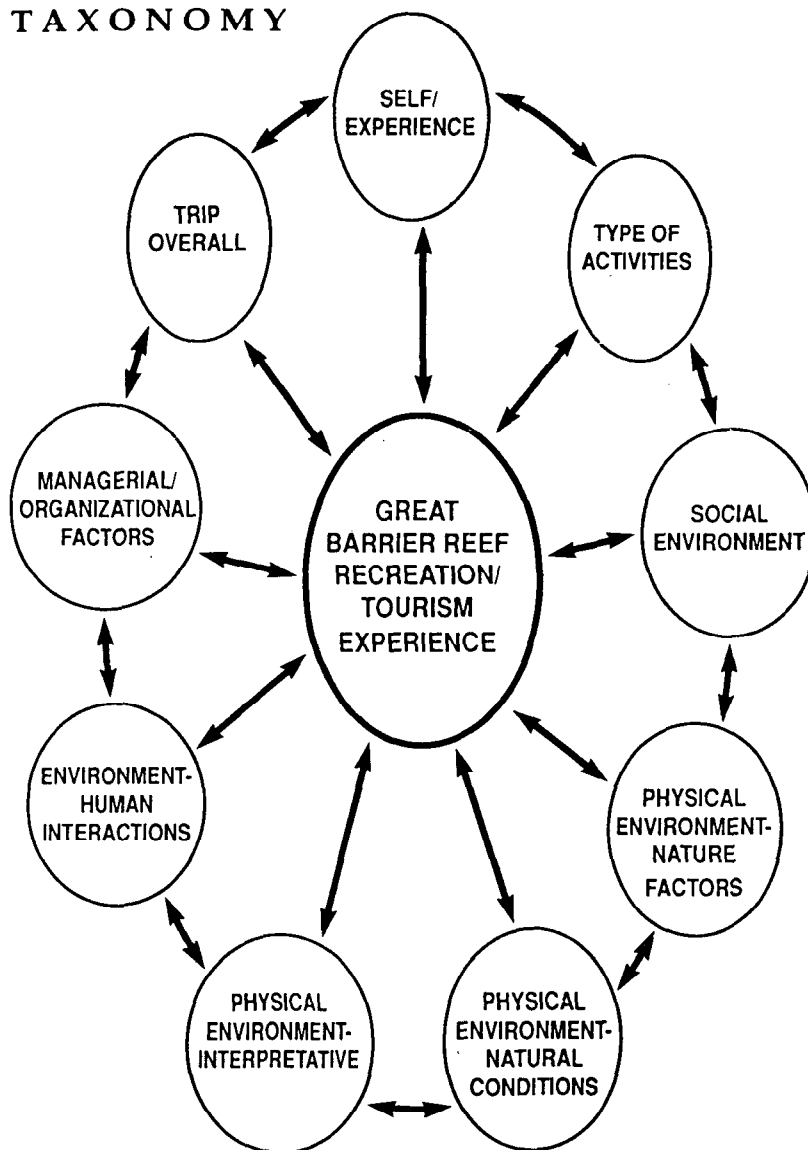 TAXONOMY
SELF/
EXPERIENCE
TRIP
OVERALL
TYPE OF
ACTIVITIES
MANAGERIAL/
ORGANIZATIONAL
FACTORS
GREAT
BARRIER REEF
RECREATION/
TOURISM
EXPERIENCE
SOCIAL
ENVIRONMENT
ENVIRONMENT-
HUMAN
INTERACTIONS
PHYSICAL
ENVIRONMENT-
NATURE
FACTORS
PHYSICAL
ENVIRONMENT-
INTERPRETATIVE
PHYSICAL
ENVIRONMENT-
NATURAL
CONDITIONS